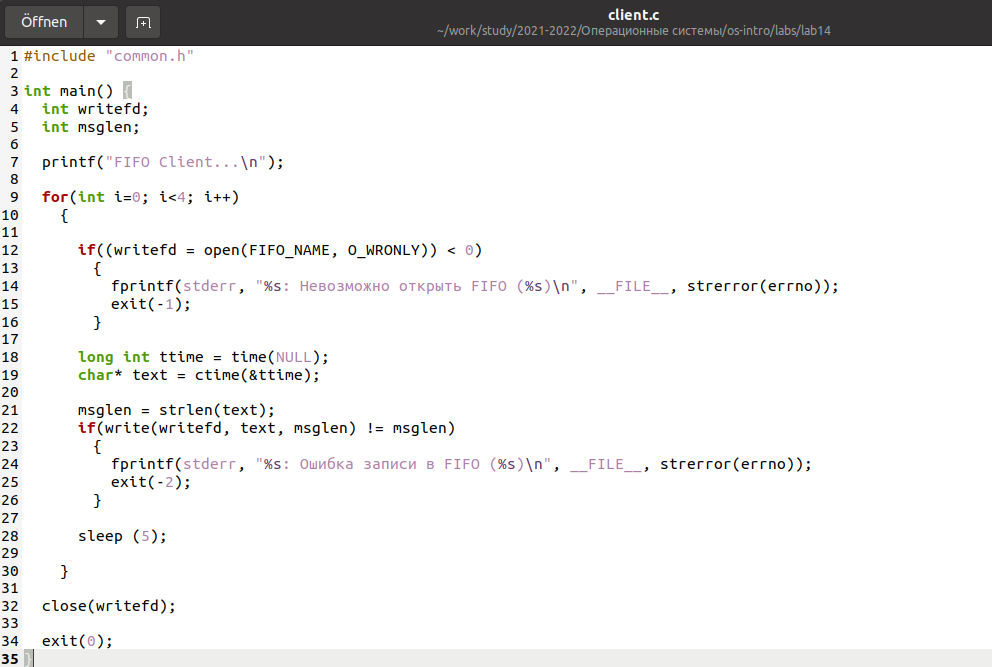 Öffnen
client.c
~/work/study/2021-2022/Операционные системы/os-intro/labs/lab14
1 #include "common.h"
2
3 int main() {
4   int writefd;
5   int msglen;
6
7   printf("FIFO Client...\n");
8
9   for(int i=0; i<4; i++)
10     {
11
12       if((writefd = open(FIFO_NAME, O_WRONLY)) < 0)
13         {
14           fprintf(stderr, "%s: Невозможно открыть FIFO (%s)\n", __FILE__, strerror(errno));
15           exit(-1);
16         }
17
18       long int ttime = time(NULL);
19       char* text = ctime(&ttime);
20
21       msglen = strlen(text);
22       if(write(writefd, text, msglen) != msglen)
23         {
24           fprintf(stderr, "%s: Ошибка записи в FIFO (%s)\n", __FILE__, strerror(errno));
25           exit(-2);
26         }
27
28       sleep (5);
29
30     }
31
32   close(writefd);
33
34   exit(0);
35 }